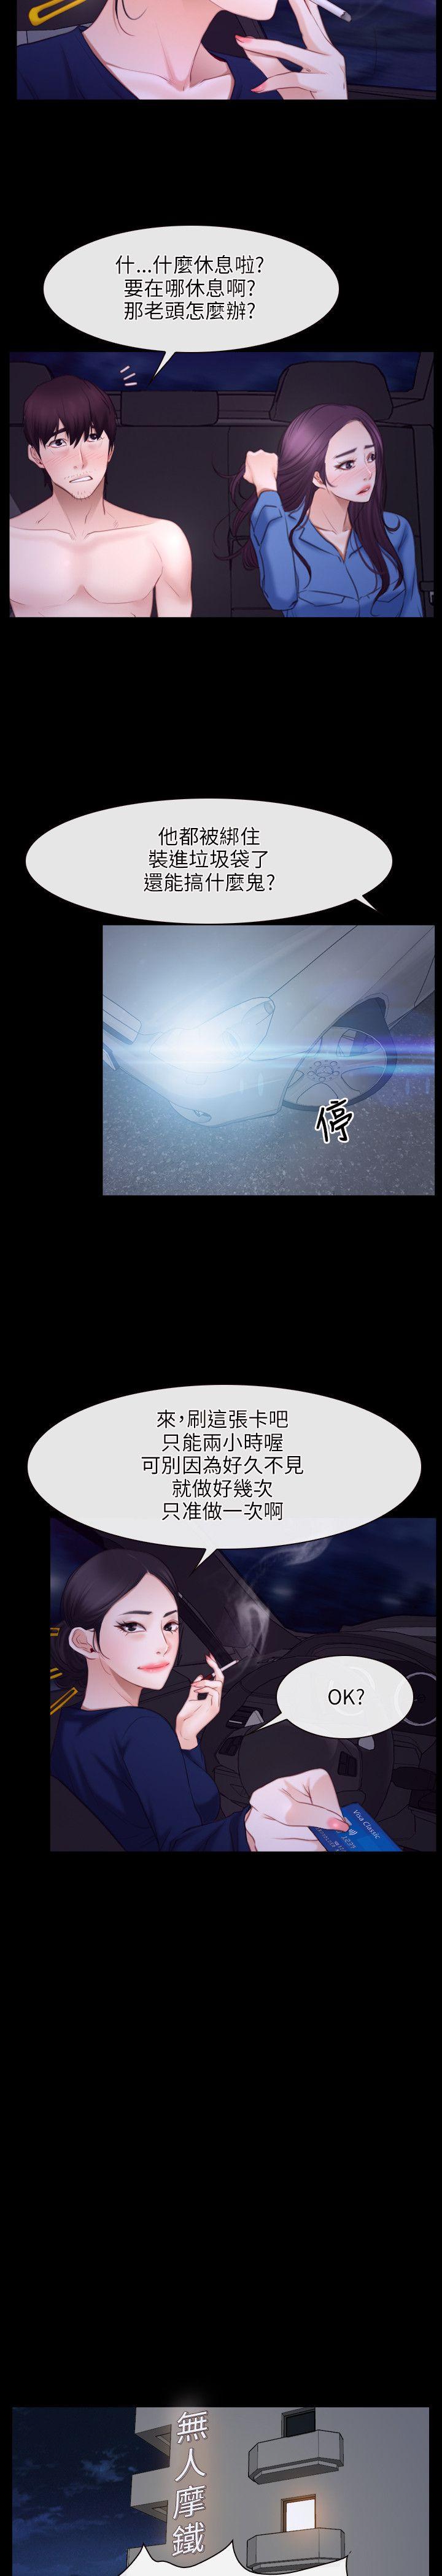 什...什麼休息啦?
要在哪休息啊?
那老頭怎麼辦?
他都被綁住
裝進垃圾袋了
還能搞什麼鬼?
停
來,刷這張卡吧
只能兩小時喔
可別因為好久不見
就做好幾次
只准做一次啊
OK?
Voa Classic
無人摩鐵